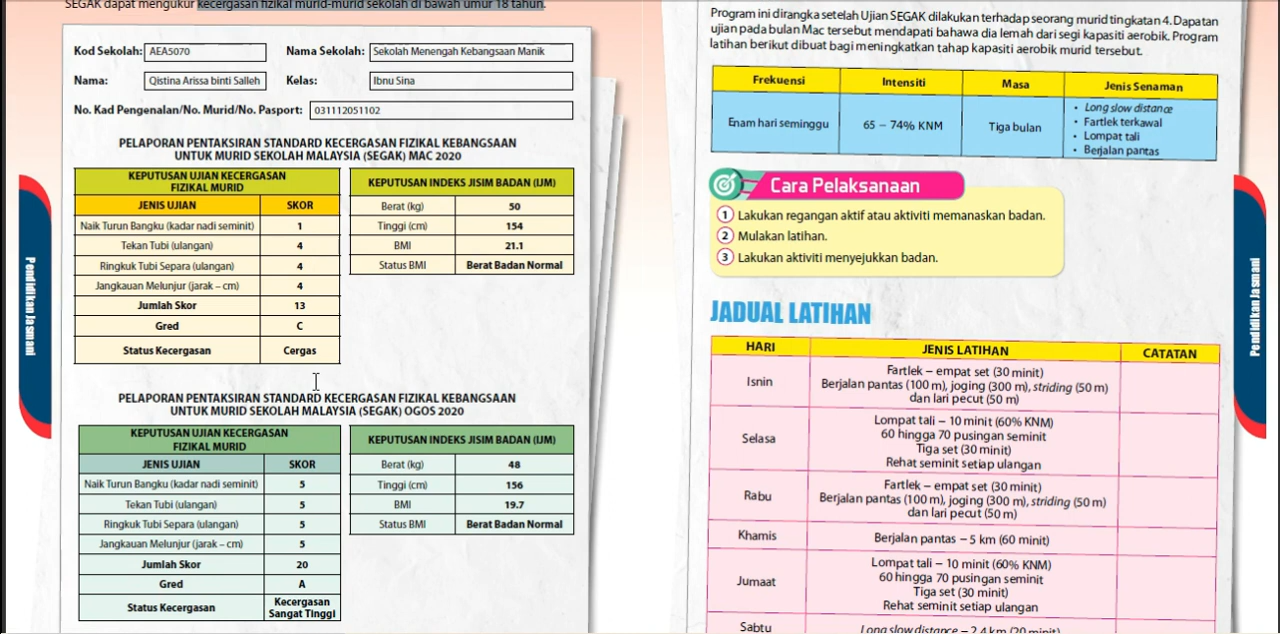 SEGAK dapat mengukur kecergasan fizikal murid-murid sekolah di bawah umur 18 tahun.
Kod Sekolah: AEA5070 Nama Sekolah: Sekolah Menengah Kebangsaan Manik
Nama: Qistina Arissa binti Salleh Kelas: Ibnu Sina
No. Kad Pengenalan/No. Murid/No. Pasport: 031112051102
PELAPORAN PENTAKSIRAN STANDARD KECERGASAN FIZIKAL KEBANGSAAN
UNTUK MURID SEKOLAH MALAYSIA (SEGAK) MAC 2020
KEPUTUSAN UJIAN KECERGASAN
FIZIKAL MURID
JENIS UJIAN SKOR
Naik Turun Bangku (kadar nadi seminit) 1
Tekan Tubi (ulangan) 4
Ringkuk Tubi Separa (ulangan) 4
Jangkauan Melunjur (jarak – cm) 4
Jumlah Skor 13
Gred C
Status Kecergasan Cergas
KEPUTUSAN INDEKS JISIM BADAN (IJM)
Berat (kg) 50
Tinggi (cm) 154
BMI 21.1
Status BMI Berat Badan Normal
PELAPORAN PENTAKSIRAN STANDARD KECERGASAN FIZIKAL KEBANGSAAN
UNTUK MURID SEKOLAH MALAYSIA (SEGAK) OGOS 2020
KEPUTUSAN UJIAN KECERGASAN
FIZIKAL MURID
JENIS UJIAN SKOR
Naik Turun Bangku (kadar nadi seminit) 5
Tekan Tubi (ulangan) 5
Ringkuk Tubi Separa (ulangan) 5
Jangkauan Melunjur (jarak – cm) 5
Jumlah Skor 20
Gred A
Status Kecergasan Kecergasan
Sangat Tinggi
KEPUTUSAN INDEKS JISIM BADAN (IJM)
Berat (kg) 48
Tinggi (cm) 156
BMI 19.7
Status BMI Berat Badan Normal
Pendidikan Jasmani
Program ini dirangka setelah Ujian SEGAK dilakukan terhadap seorang murid tingkatan 4. Dapatan
ujian pada bulan Mac tersebut mendapati bahawa dia lemah dari segi kapasiti aerobik. Program
latihan berikut dibuat bagi meningkatkan tahap kapasiti aerobik murid tersebut.
Frekuensi Intensiti Masa Jenis Senaman
Enam hari seminggu 65 – 74% KNM Tiga bulan
• Long slow distance
• Fartlek terkawal
• Lompat tali
• Berjalan pantas
Cara Pelaksanaan
1 Lakukan regangan aktif atau aktiviti memanaskan badan.
2 Mulakan latihan.
3 Lakukan aktiviti menyejukkan badan.
JADUAL LATIHAN
HARI JENIS LATIHAN CATATAN
Isnin
Fartlek – empat set (30 minit)
Berjalan pantas (100 m), joging (300 m), striding (50 m)
dan lari pecut (50 m)
Selasa
Lompat tali – 10 minit (60% KNM)
60 hingga 70 pusingan seminit
Tiga set (30 minit)
Rehat seminit setiap ulangan
Rabu
Fartlek – empat set (30 minit)
Berjalan pantas (100 m), joging (300 m), striding (50 m)
dan lari pecut (50 m)
Khamis Berjalan pantas – 5 km (60 minit)
Jumaat
Lompat tali – 10 minit (60% KNM)
60 hingga 70 pusingan seminit
Tiga set (30 minit)
Rehat seminit setiap ulangan
Sabtu Long slow distance – 2.4 km (20 minit)
Pendidikan Jasmani